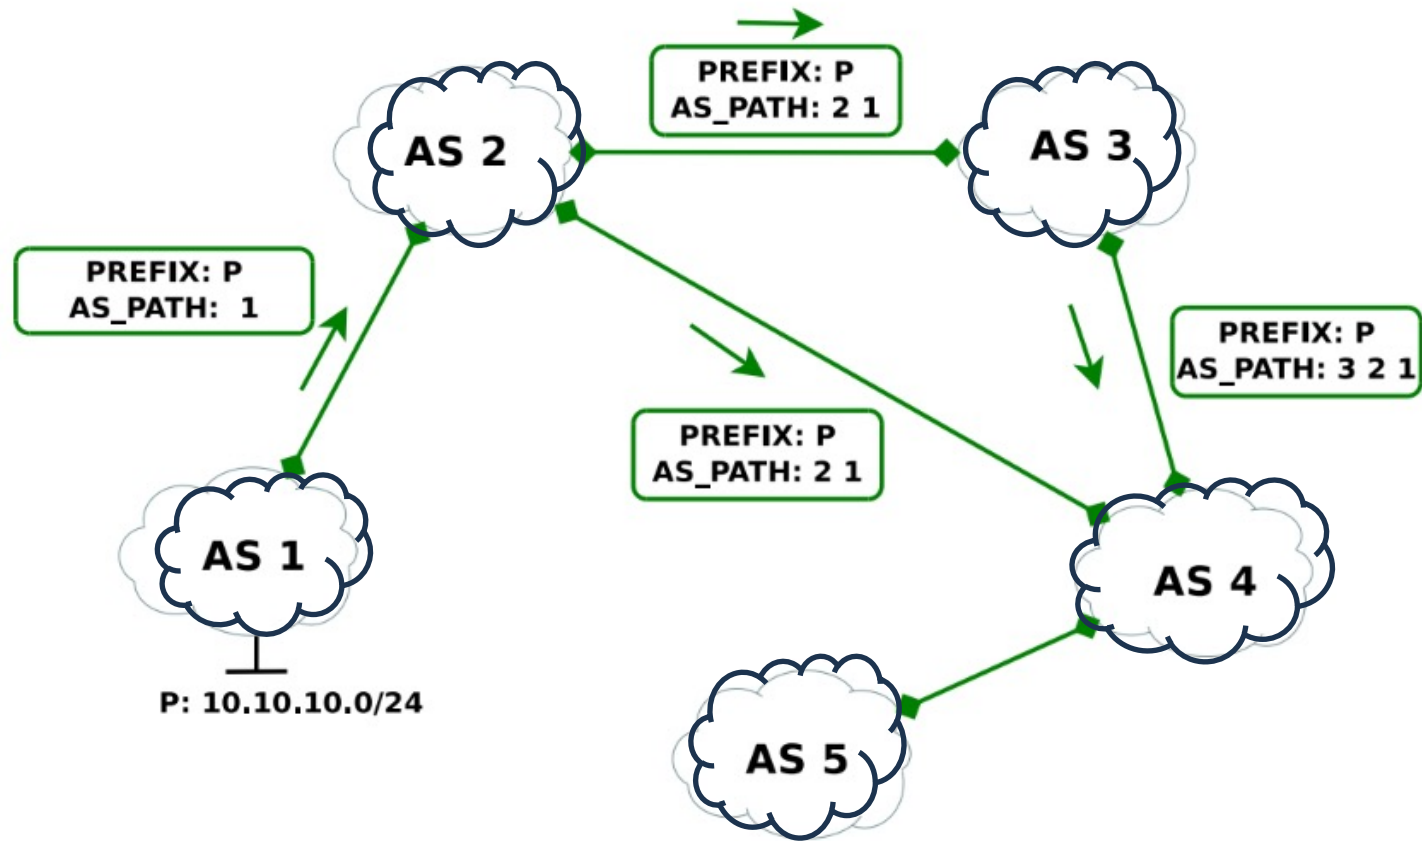 PREFIX: P
AS_PATH: 2 1
AS 2
AS 3
PREFIX: P
AS_PATH:  1
PREFIX: P
AS_PATH: 3 2 1
PREFIX: P
AS_PATH: 2 1
AS 1
AS 4
P: 10.10.10.0/24
AS 5